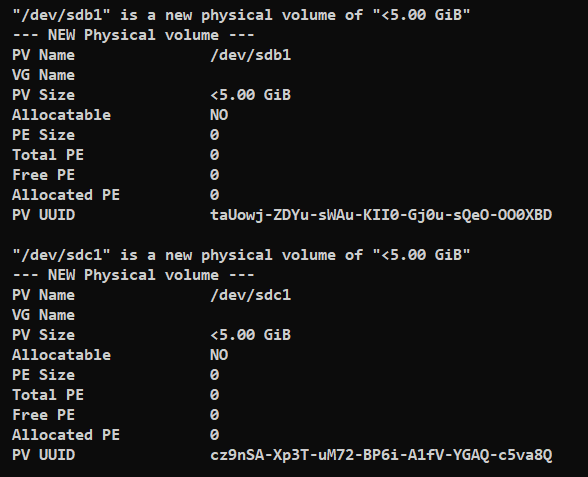 "/dev/sdb1" is a new physical volume of "<5.00 GiB"
--- NEW Physical volume ---
PV Name /dev/sdb1
VG Name
PV Size <5.00 GiB
Allocatable NO
PE Size 0
Total PE 0
Free PE 0
Allocated PE 0
PV UUID taUowj-ZDYu-sWAu-KII0-Gj0u-sQeO-OO0XBD
"/dev/sdc1" is a new physical volume of "<5.00 GiB"
--- NEW Physical volume ---
PV Name /dev/sdc1
VG Name
PV Size <5.00 GiB
Allocatable NO
PE Size 0
Total PE 0
Free PE 0
Allocated PE 0
PV UUID cz9nSA-Xp3T-uM72-BP6i-A1fV-YGAQ-c5va8Q